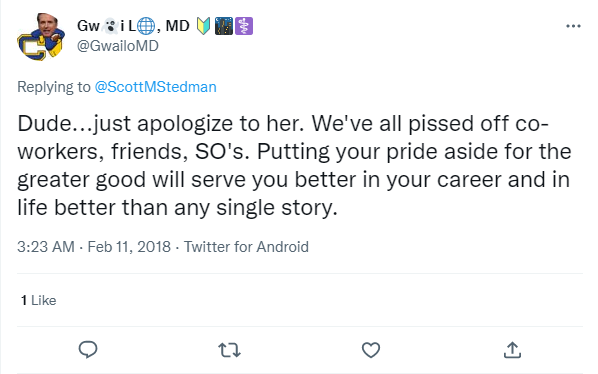 Gw👻i L🌐, MD 🔰🎆⚕️
@GwailoMD
Replying to @ScottMStedman
Dude...just apologize to her. We've all pissed off co-
workers, friends, SO's. Putting your pride aside for the
greater good will serve you better in your career and in
life better than any single story.
3:23 AM · Feb 11, 2018 · Twitter for Android
1 Like